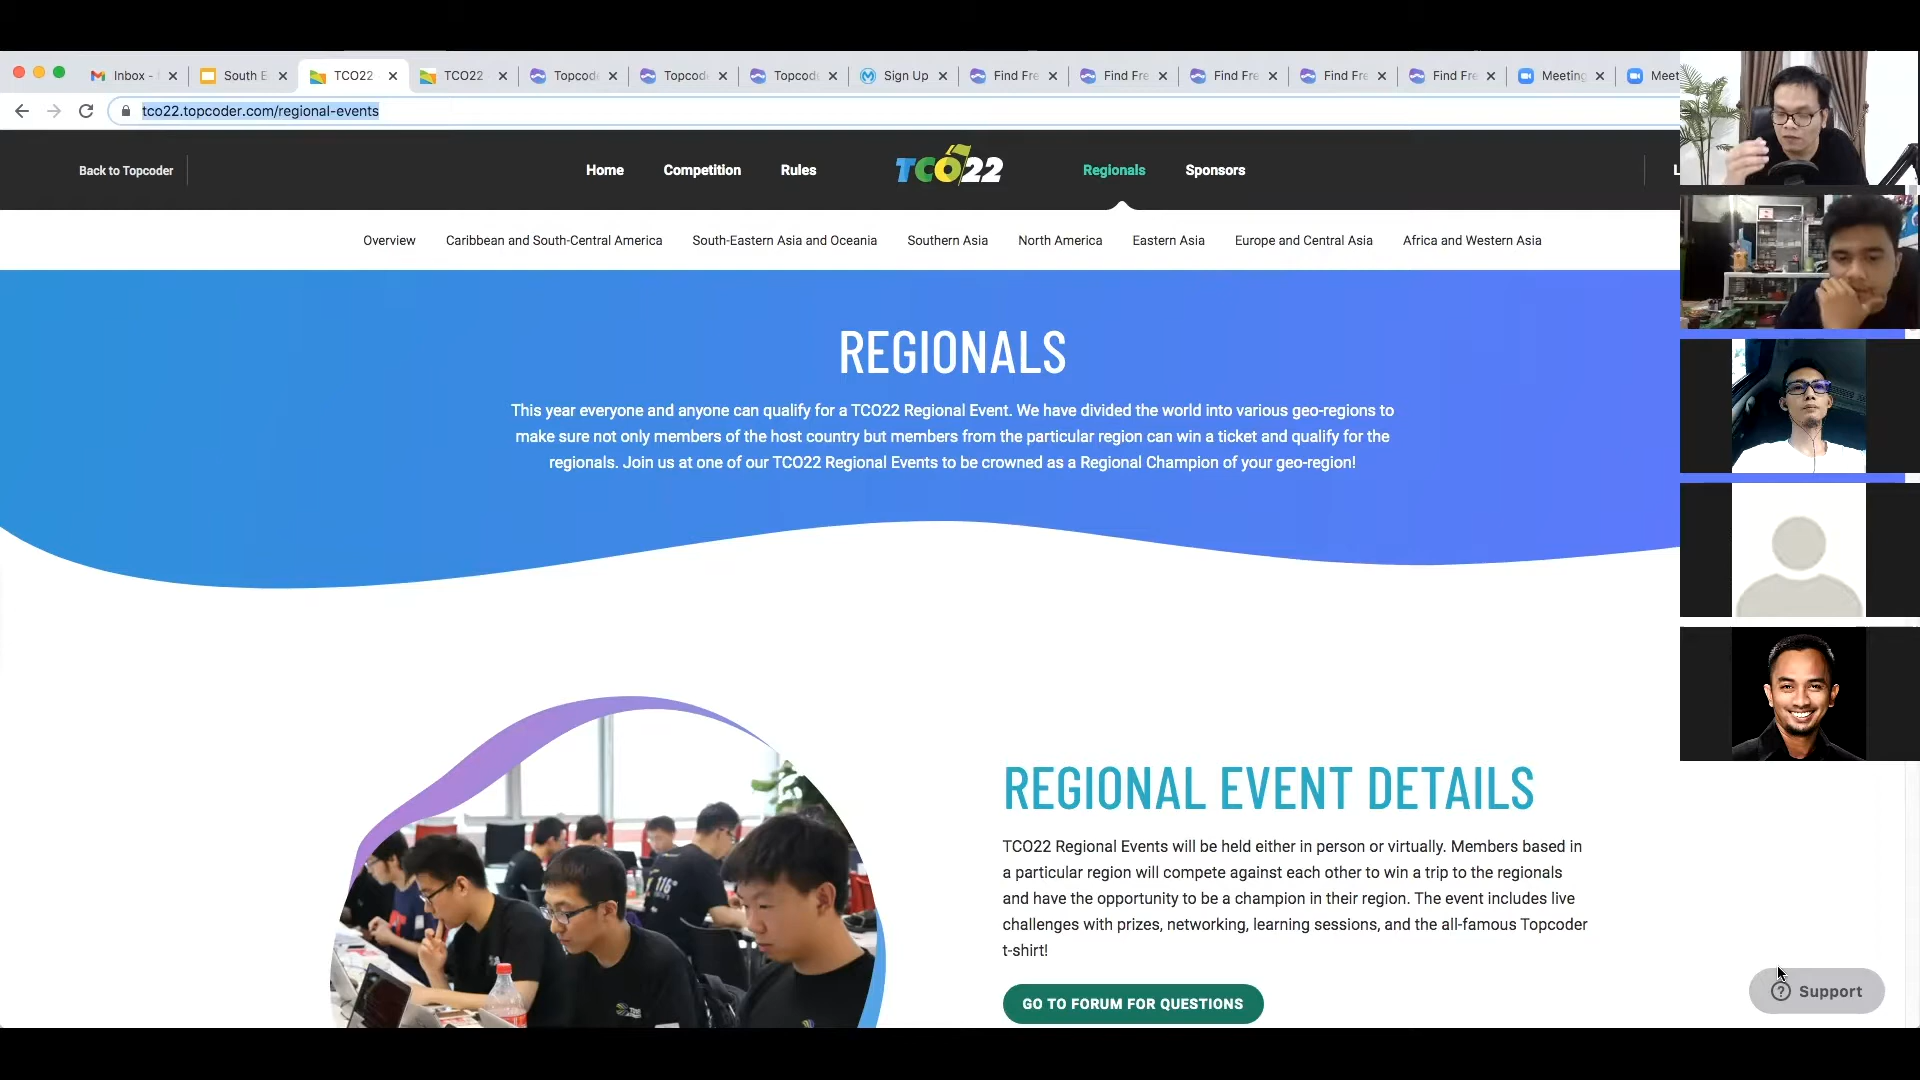 Inbox -
South E
TCO22
TCO22
Topcod
Topcod
Topcod
Sign Up
Find Fre
Find Fre
Find Fre
Find Fre
Find Fre
Meeting
Meet
tco22.topcoder.com/regional-events
Back to Topcoder
Home
Competition
Rules
TCO22
Regionals
Sponsors
L
Overview
Caribbean and South-Central America
South-Eastern Asia and Oceania
Southern Asia
North America
Eastern Asia
Europe and Central Asia
Africa and Western Asia
REGIONALS
This year everyone and anyone can qualify for a TCO22 Regional Event. We have divided the world into various geo-regions to
make sure not only members of the host country but members from the particular region can win a ticket and qualify for the
regionals. Join us at one of our TCO22 Regional Events to be crowned as a Regional Champion of your geo-region!
REGIONAL EVENT DETAILS
TCO22 Regional Events will be held either in person or virtually. Members based in
a particular region will compete against each other to win a trip to the regionals
and have the opportunity to be a champion in their region. The event includes live
challenges with prizes, networking, learning sessions, and the all-famous Topcoder
t-shirt!
GO TO FORUM FOR QUESTIONS
Support